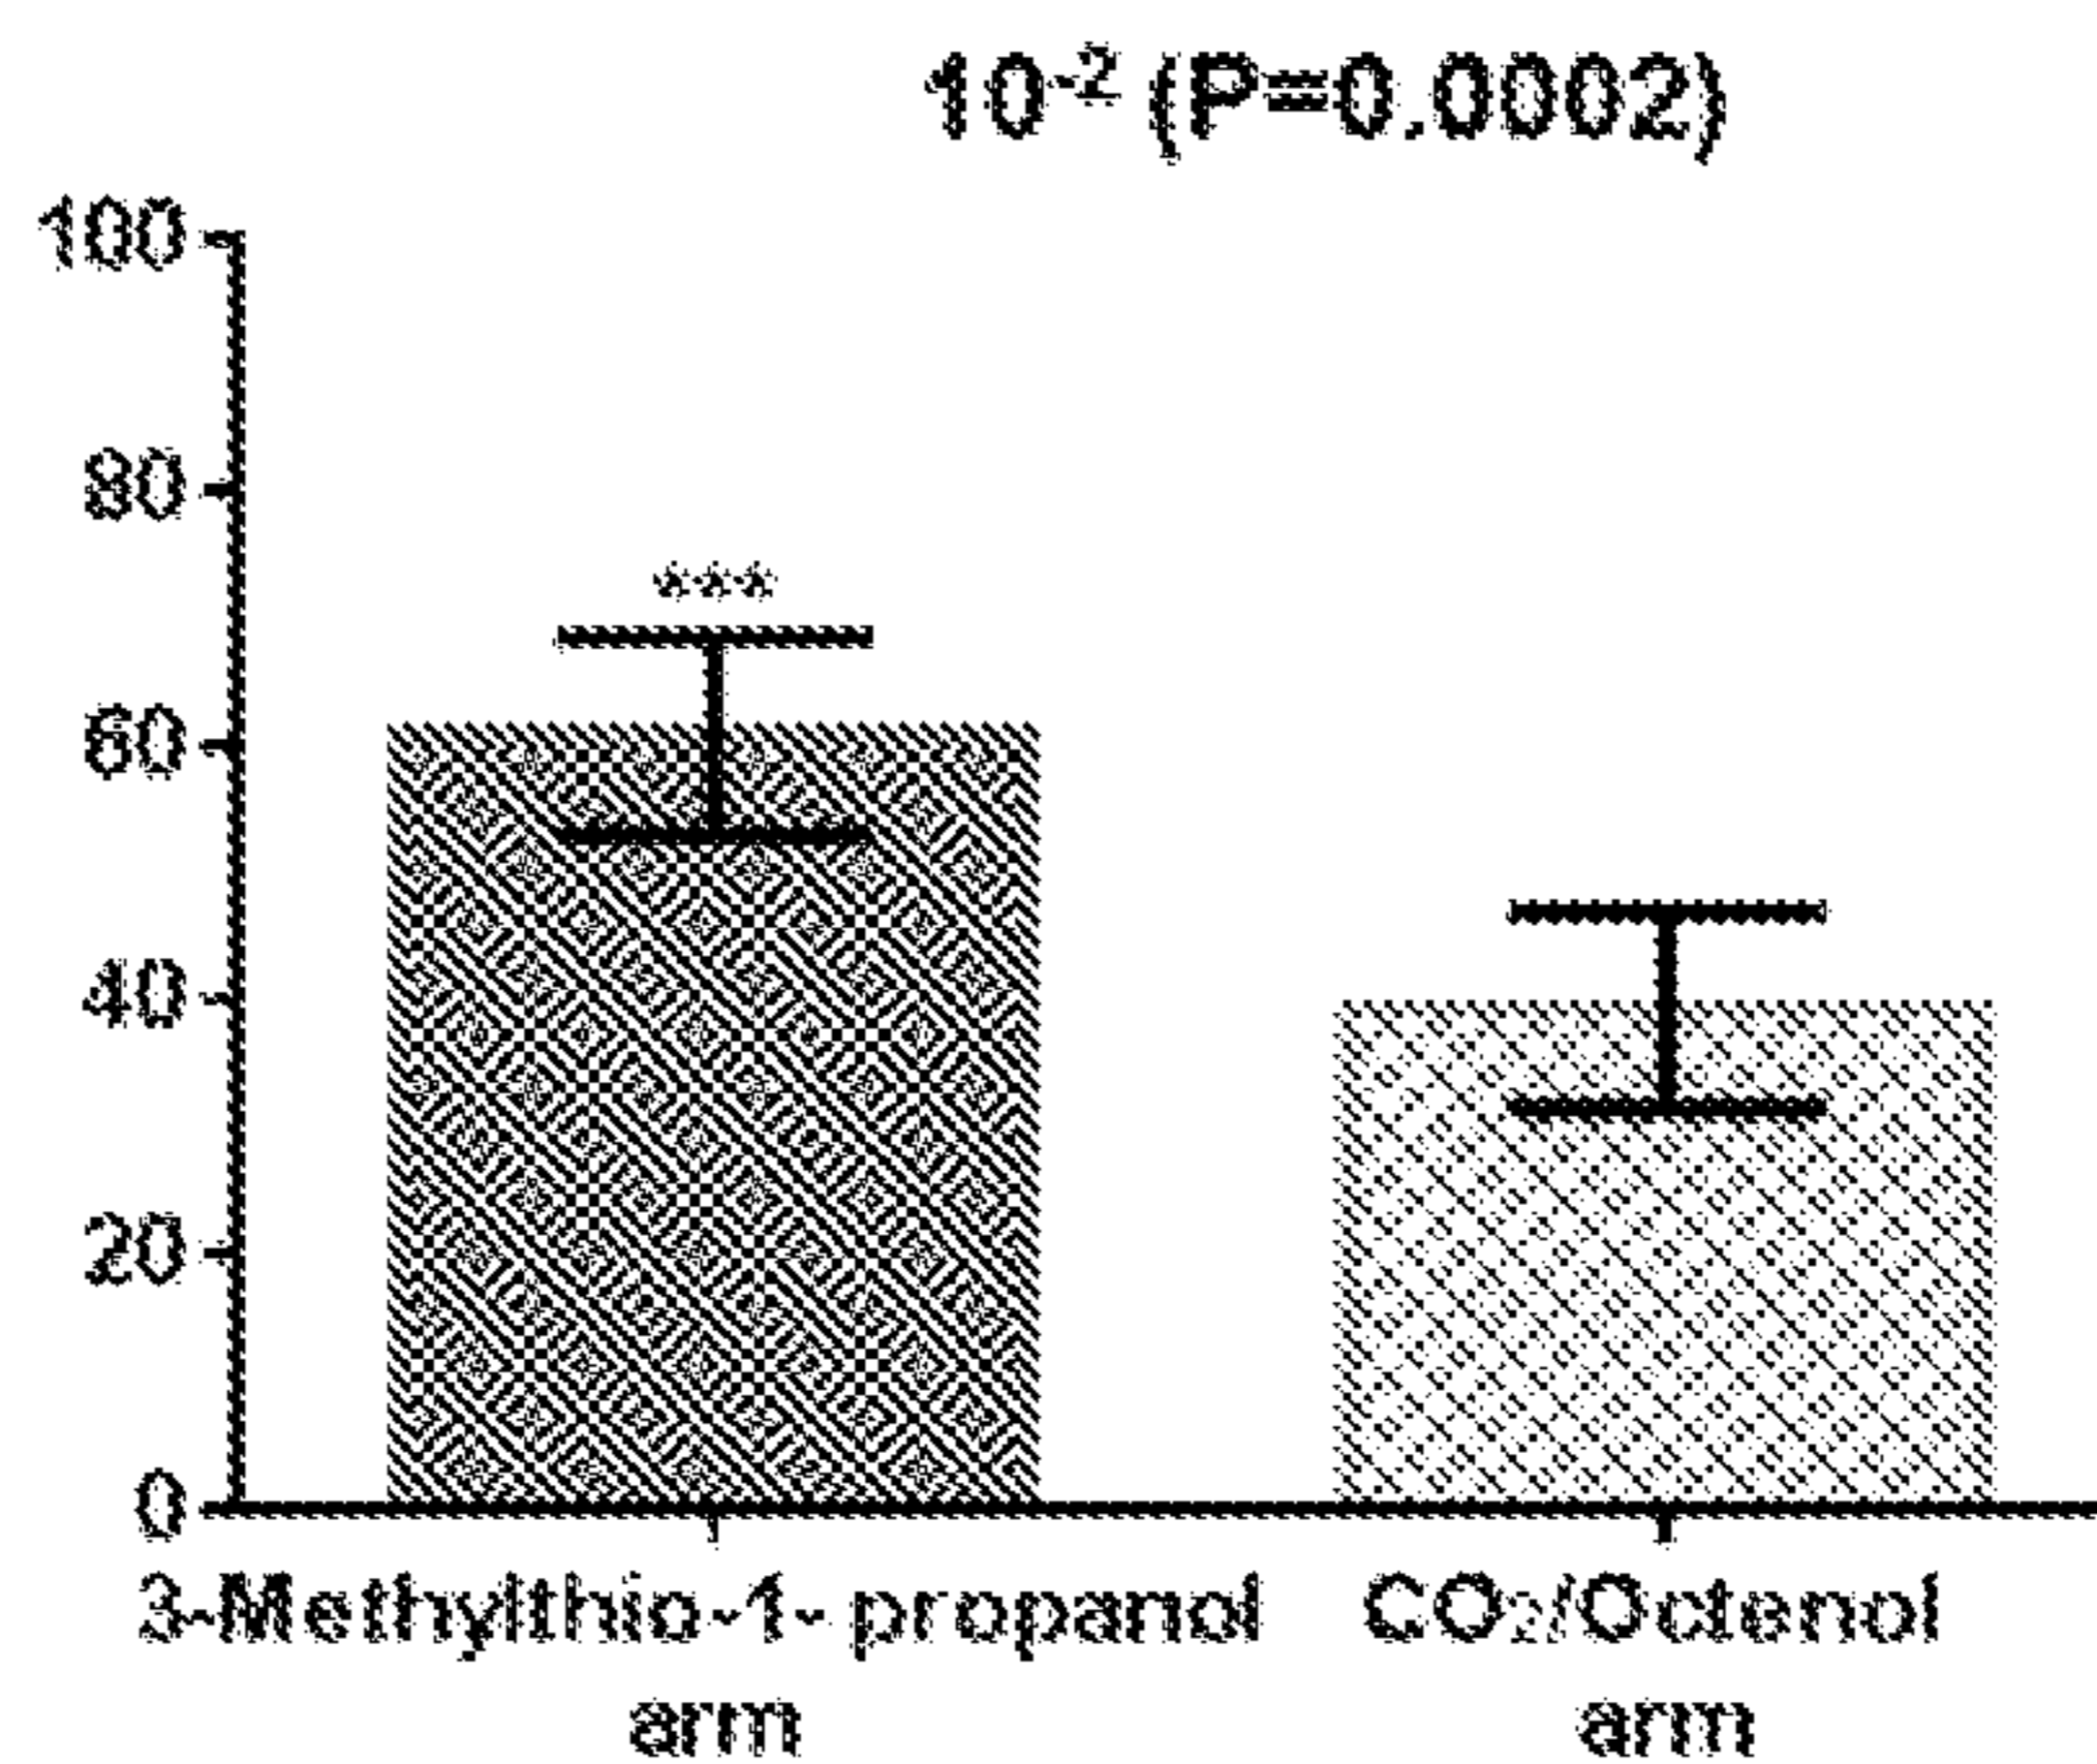 10⁻² (P=0.0002)
100
80
***
60
40
20
0
3-Methylthio-1- propanol arm
CO₂/Octenol arm